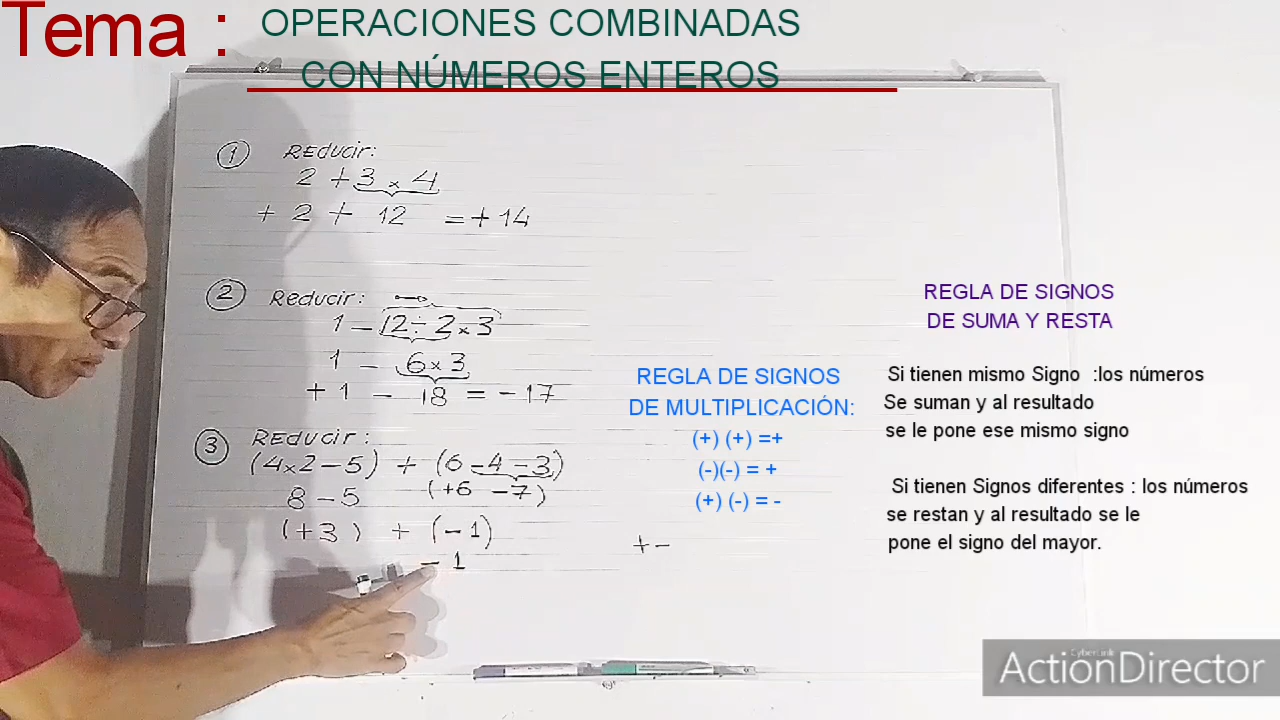 Tema :
OPERACIONES COMBINADAS
CON NÚMEROS ENTEROS
1 REducir:
2 + 3 × 4
+ 2 + 12 = + 14
2 Reducir:
1 - 12 ÷ 2 × 3
1 - 6 × 3
+ 1 - 18 = - 17
3 REducir:
(4×2-5) + (6-4-3)
8 - 5 (+6 -7)
(+3) + (-1)
- 1
+ -
REGLA DE SIGNOS
DE MULTIPLICACIÓN:
(+) (+) =+
(-)(-) = +
(+) (-) = -
REGLA DE SIGNOS
DE SUMA Y RESTA
Si tienen mismo Signo :los números
Se suman y al resultado
se le pone ese mismo signo
Si tienen Signos diferentes : los números
se restan y al resultado se le
pone el signo del mayor.
CyberLink
ActionDirector